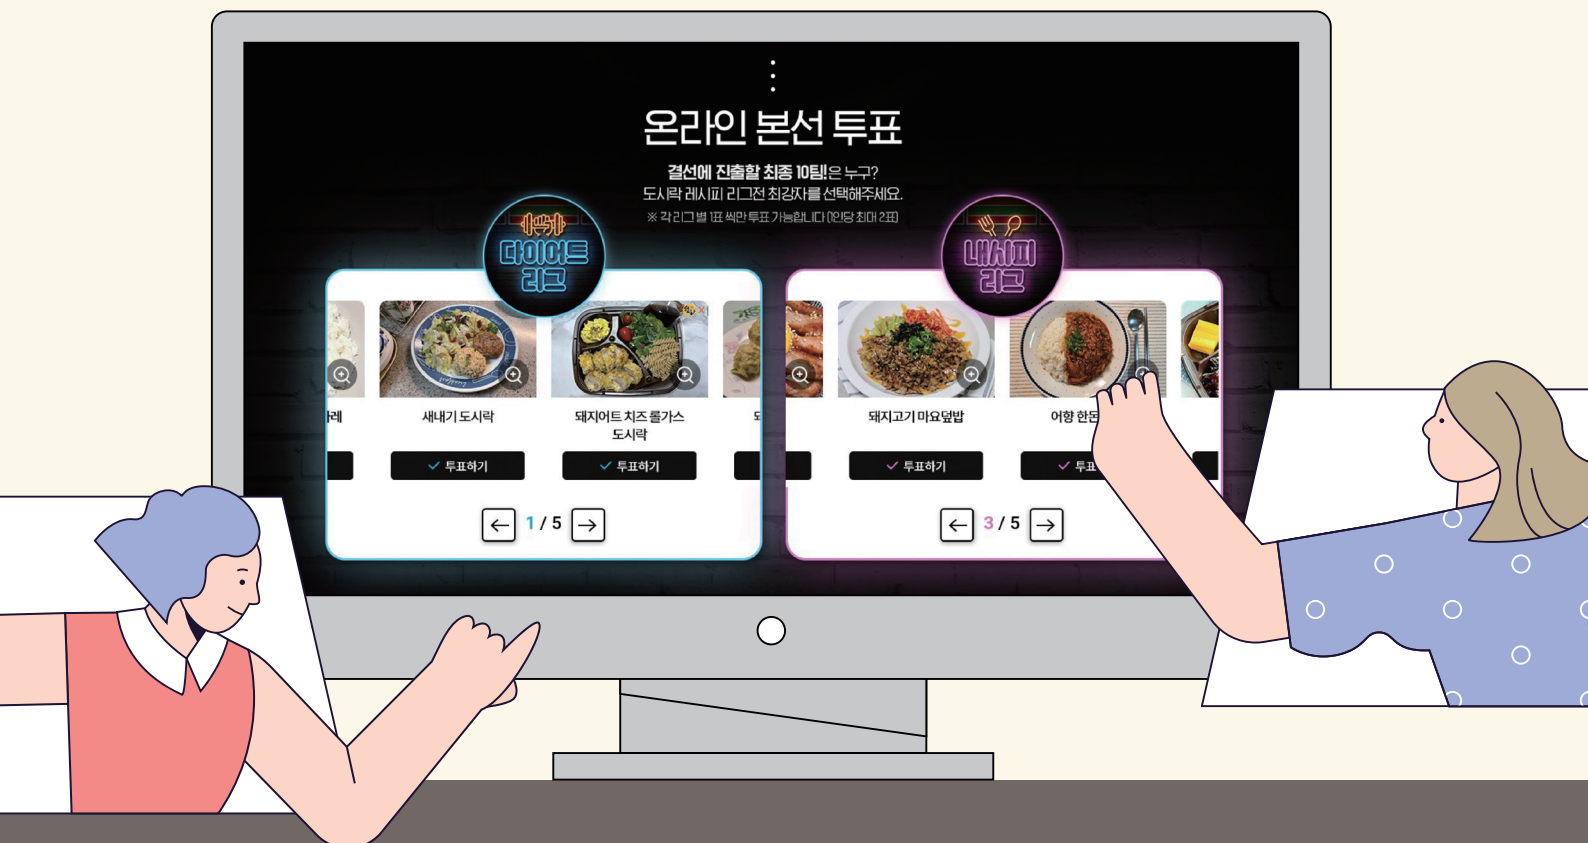 온라인 본선 투표
결선에 진출할 최종 10팀!은 누구?
도시락 레시피 리그전 최강자를 선택해주세요.
※ 각 리그 별 1표 씩만 투표 가능합니다 (1인당 최대 2표)
다이어트
리그
새내기 도시락
돼지어트 치즈 롤가스
도시락
투표하기
투표하기
1 / 5
내시피
리그
돼지고기 마요덮밥
어향 한돈
투표하기
투표
3 / 5